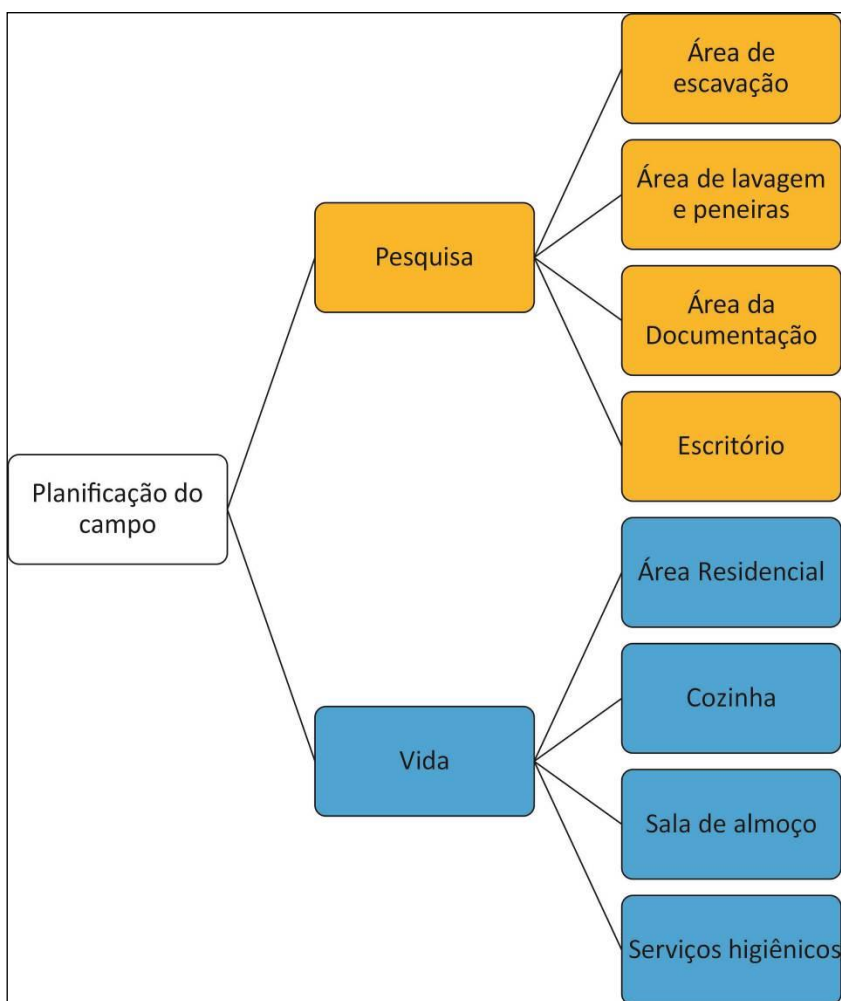 Planificação do
campo
Pesquisa
Área de
escavação
Área de lavagem
e peneiras
Área da
Documentação
Escritório
Vida
Área Residencial
Cozinha
Sala de almoço
Serviços higiênicos